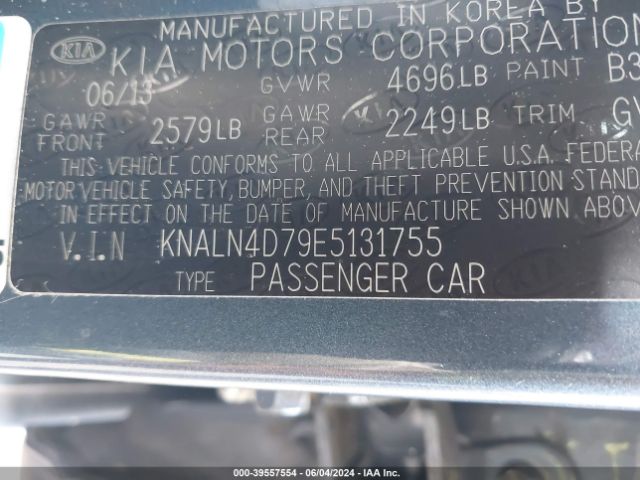 MANUFACTURED IN KOREA BY
KIA KIA MOTORS CORPORATION
06/13 GVWR 4696LB PAINT B3
GAWR FRONT 2579LB GAWR REAR 2249LB TRIM
THIS VEHICLE CONFORMS TO ALL APPLICABLE U.S.A. FEDERA
MOTOR VEHICLE SAFETY, BUMPER, AND THEFT PREVENTION STAND
IN EFFECT ON THE DATE OF MANUFACTURE SHOWN ABOV
V.I.N KNALN4D79E5131755
TYPE PASSENGER CAR
000-39557554 | 06/04/2024 | IAA Inc.